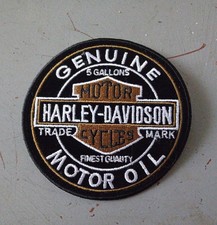 GENUINE
5 GALLONS
MOTOR
HARLEY-DAVIDSON
TRADE MARK
CYCLES
FINEST QUALITY
MOTOR OIL